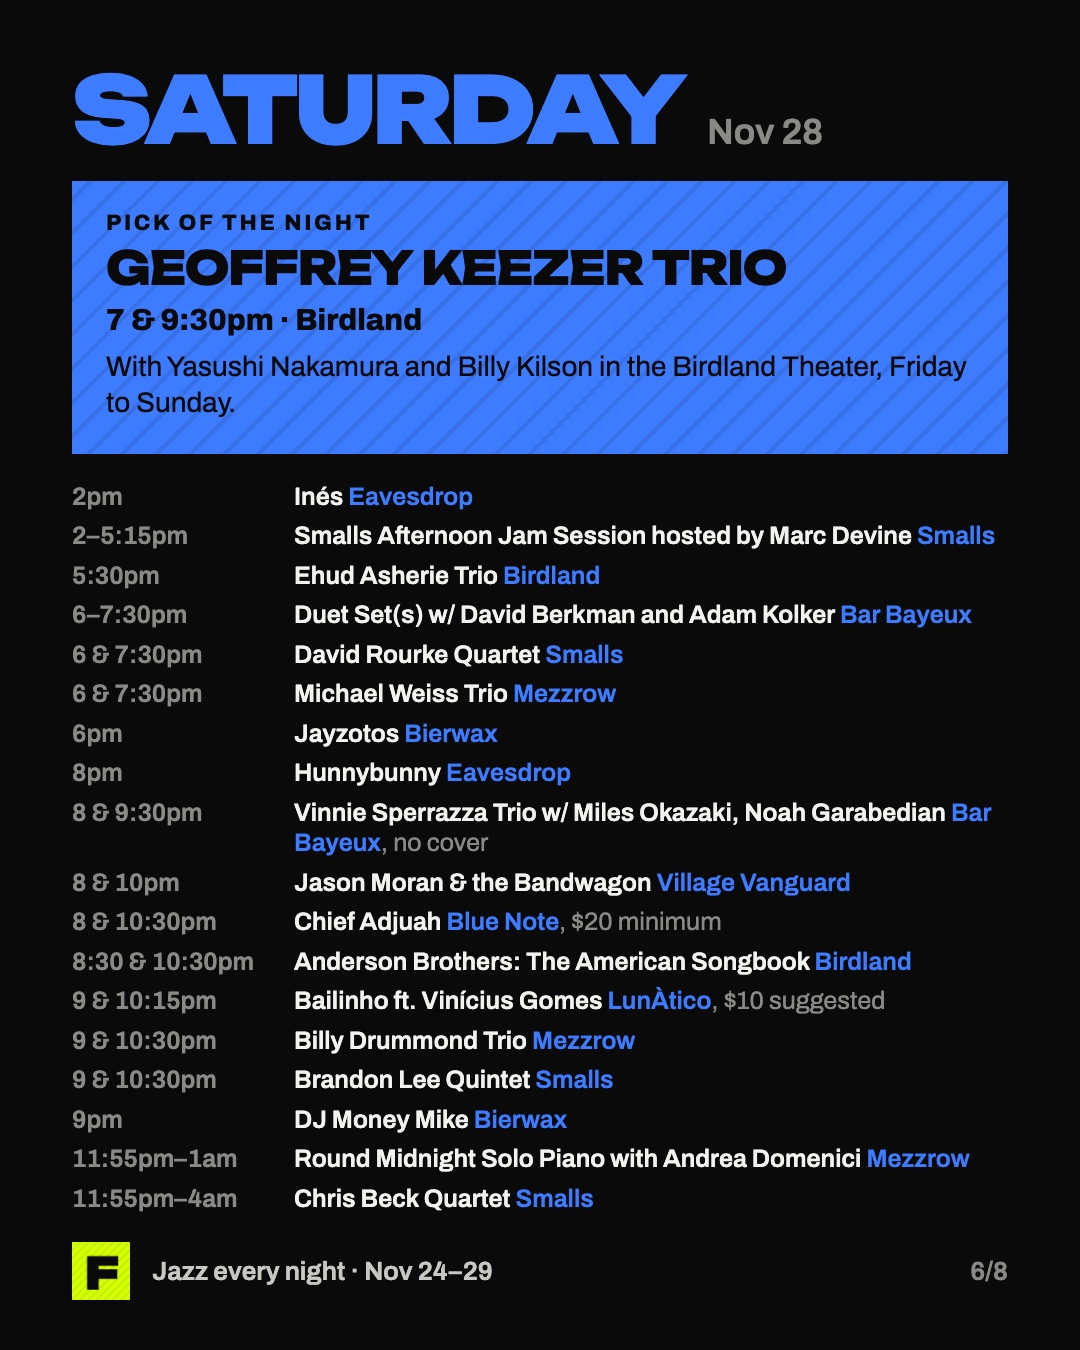 SATURDAY Nov 28
PICK OF THE NIGHT
GEOFFREY KEEZER TRIO
7 & 9:30pm · Birdland
With Yasushi Nakamura and Billy Kilson in the Birdland Theater, Friday
to Sunday.
2pm Inés Eavesdrop
2–5:15pm Smalls Afternoon Jam Session hosted by Marc Devine Smalls
5:30pm Ehud Asherie Trio Birdland
6–7:30pm Duet Set(s) w/ David Berkman and Adam Kolker Bar Bayeux
6 & 7:30pm David Rourke Quartet Smalls
6 & 7:30pm Michael Weiss Trio Mezzrow
6pm Jayzotos Bierwax
8pm Hunnybunny Eavesdrop
8 & 9:30pm Vinnie Sperrazza Trio w/ Miles Okazaki, Noah Garabedian Bar
Bayeux, no cover
8 & 10pm Jason Moran & the Bandwagon Village Vanguard
8 & 10:30pm Chief Adjuah Blue Note, $20 minimum
8:30 & 10:30pm Anderson Brothers: The American Songbook Birdland
9 & 10:15pm Bailinho ft. Vinícius Gomes LunÀtico, $10 suggested
9 & 10:30pm Billy Drummond Trio Mezzrow
9 & 10:30pm Brandon Lee Quintet Smalls
9pm DJ Money Mike Bierwax
11:55pm–1am Round Midnight Solo Piano with Andrea Domenici Mezzrow
11:55pm–4am Chris Beck Quartet Smalls
F Jazz every night · Nov 24–29 6/8